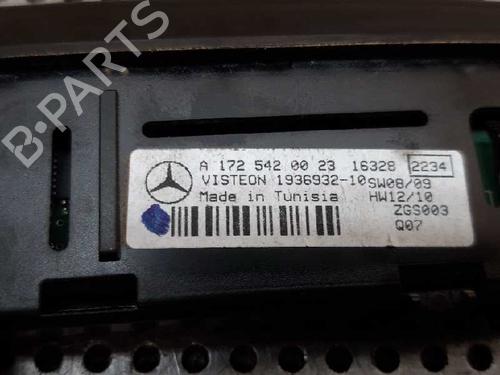 B-PARTS
A 172 542 00 23 16328 2234
VISTEON 1936932-10 SW08/09
Made in Tunisia HW12/10
ZGS003
Q07